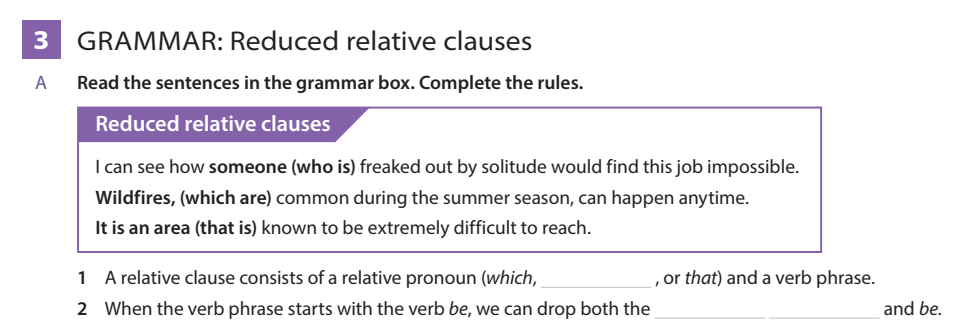 3 GRAMMAR: Reduced relative clauses
A Read the sentences in the grammar box. Complete the rules.
Reduced relative clauses
I can see how someone (who is) freaked out by solitude would find this job impossible.
Wildfires, (which are) common during the summer season, can happen anytime.
It is an area (that is) known to be extremely difficult to reach.
1 A relative clause consists of a relative pronoun (which, ____________ , or that) and a verb phrase.
2 When the verb phrase starts with the verb be, we can drop both the ____________ ____________ and be.